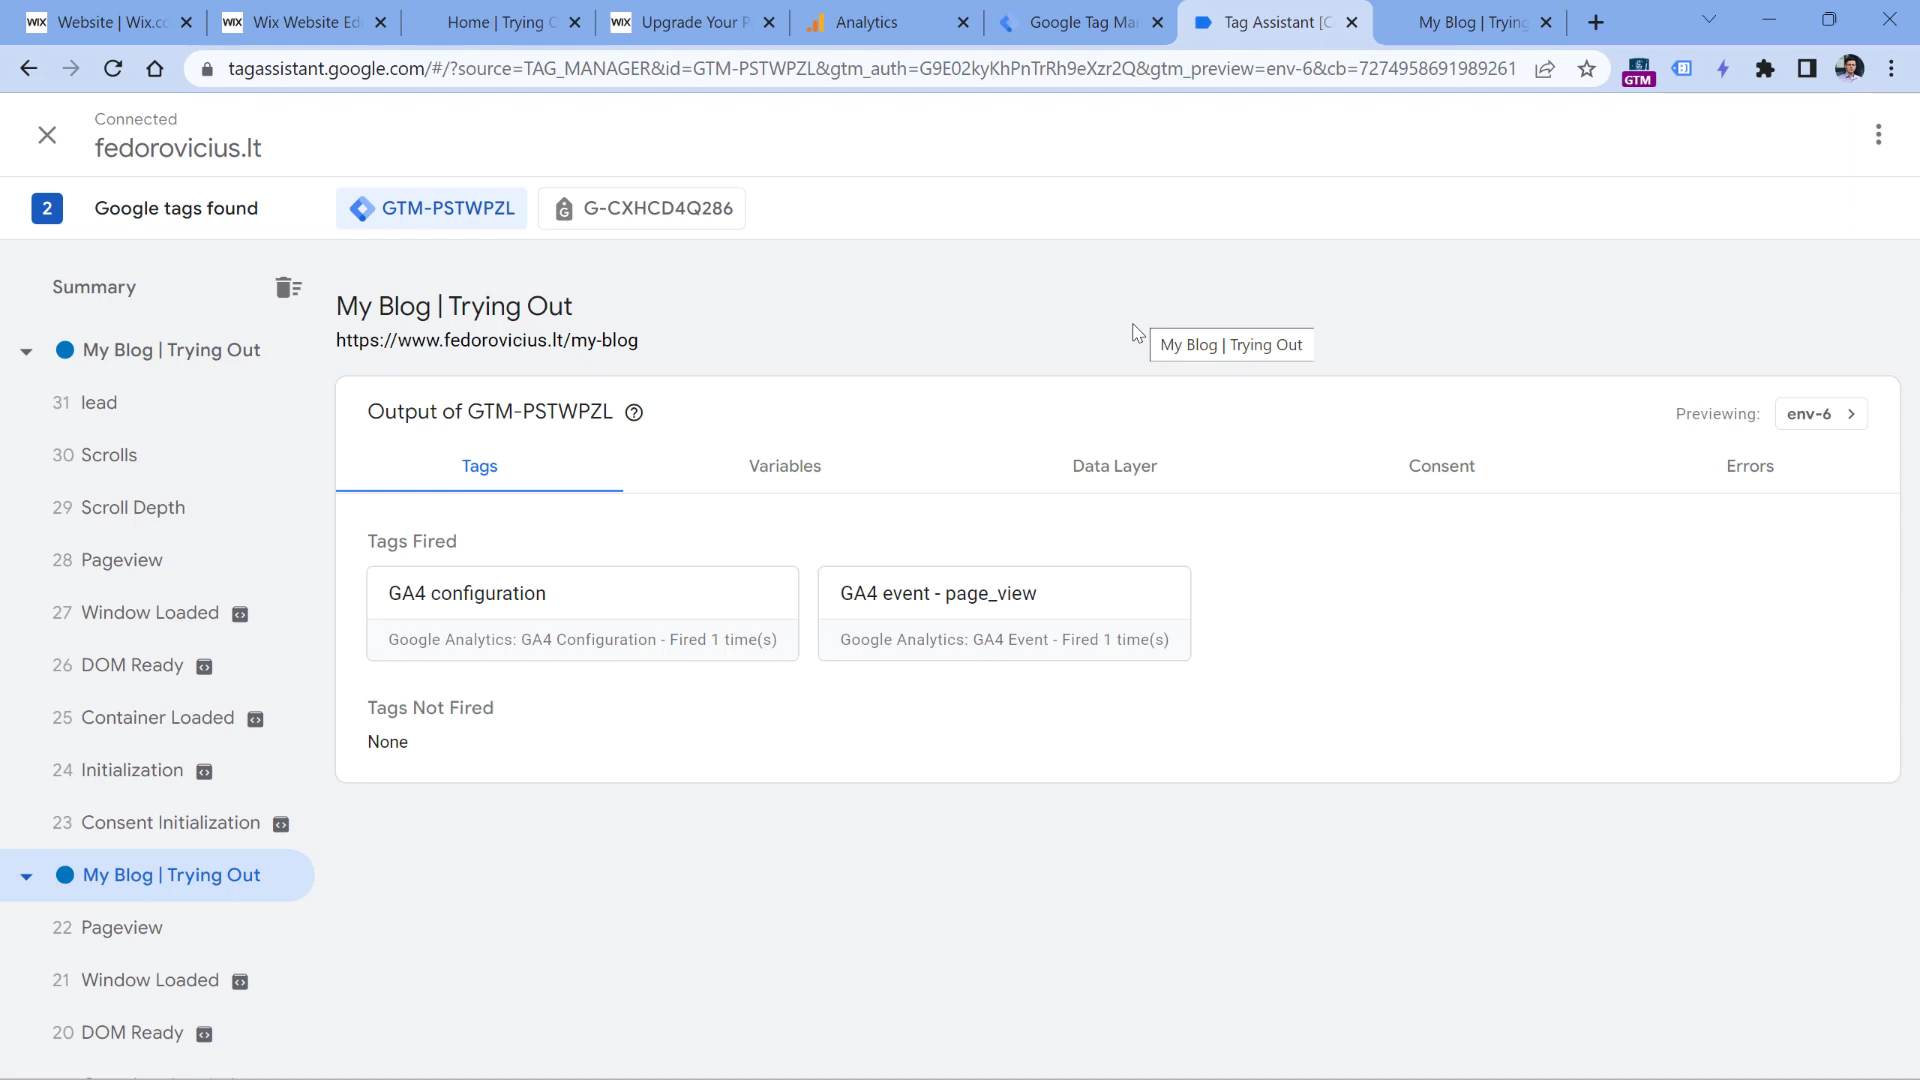 WIX Website | Wix.co
WIX Wix Website Ed
Home | Trying
WIX Upgrade Your P
Analytics
Google Tag Ma
Tag Assistant [C
My Blog | Trying
tagassistant.google.com/#/?source=TAG_MANAGER&id=GTM-PSTWPZL&gtm_auth=G9E02kyKhPnTrRh9eXzr2Q&gtm_preview=env-6&cb=7274958691989261
GTM
Connected
fedorovicius.lt
2 Google tags found GTM-PSTWPZL G-CXHCD4Q286
Summary
My Blog | Trying Out
31 lead
30 Scrolls
29 Scroll Depth
28 Pageview
27 Window Loaded
26 DOM Ready
25 Container Loaded
24 Initialization
23 Consent Initialization
My Blog | Trying Out
22 Pageview
21 Window Loaded
20 DOM Ready
My Blog | Trying Out
https://www.fedorovicius.lt/my-blog
My Blog | Trying Out
Output of GTM-PSTWPZL
Previewing: env-6
Tags Variables Data Layer Consent Errors
Tags Fired
GA4 configuration
Google Analytics: GA4 Configuration - Fired 1 time(s)
GA4 event - page_view
Google Analytics: GA4 Event - Fired 1 time(s)
Tags Not Fired
None